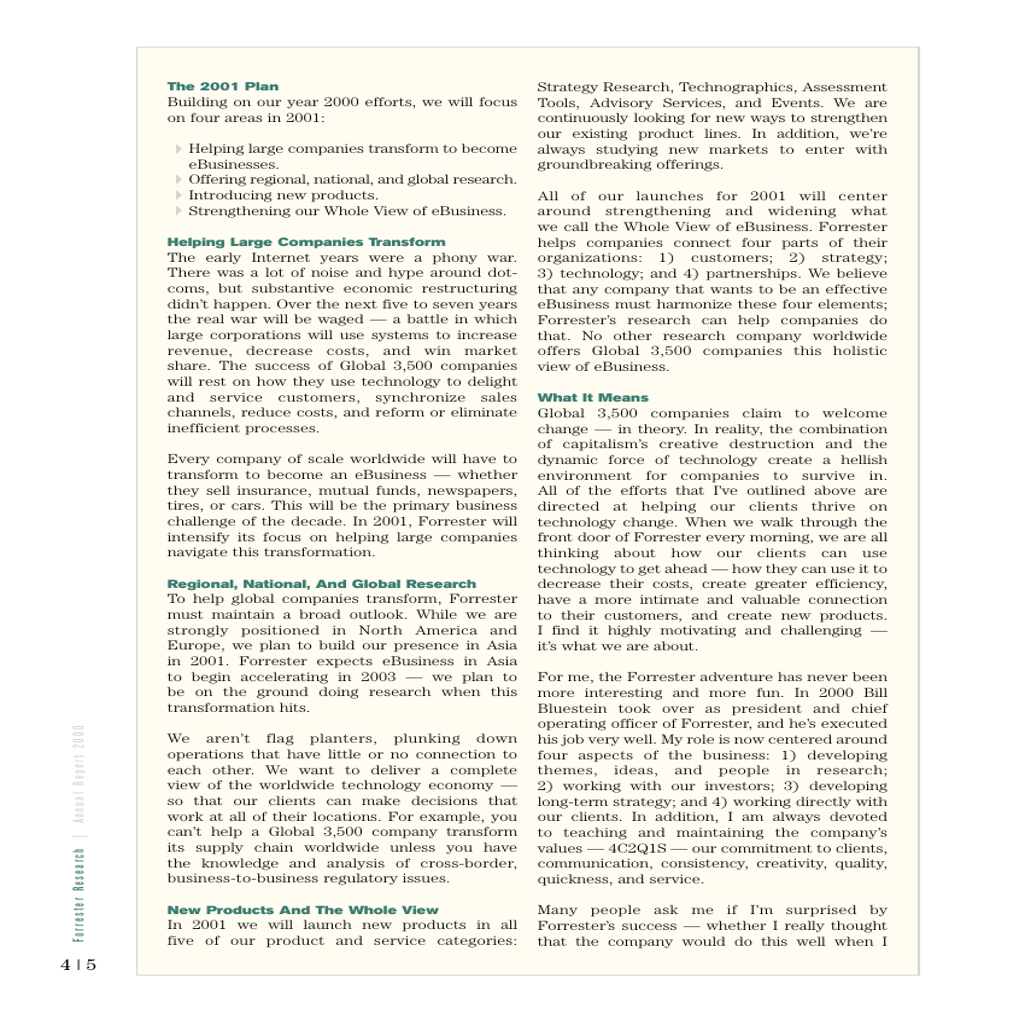 The 2001 Plan
Building on our year 2000 efforts, we will focus
on four areas in 2001:
Helping large companies transform to become
eBusinesses.
Offering regional, national, and global research.
Introducing new products.
Strengthening our Whole View of eBusiness.
Helping Large Companies Transform
The early Internet years were a phony war.
There was a lot of noise and hype around dot-
coms, but substantive economic restructuring
didn't happen. Over the next five to seven years
the real war will be waged — a battle in which
large corporations will use systems to increase
revenue, decrease costs, and win market
share. The success of Global 3,500 companies
will rest on how they use technology to delight
and service customers, synchronize sales
channels, reduce costs, and reform or eliminate
inefficient processes.
Every company of scale worldwide will have to
transform to become an eBusiness — whether
they sell insurance, mutual funds, newspapers,
tires, or cars. This will be the primary business
challenge of the decade. In 2001, Forrester will
intensify its focus on helping large companies
navigate this transformation.
Regional, National, And Global Research
To help global companies transform, Forrester
must maintain a broad outlook. While we are
strongly positioned in North America and
Europe, we plan to build our presence in Asia
in 2001. Forrester expects eBusiness in Asia
to begin accelerating in 2003 — we plan to
be on the ground doing research when this
transformation hits.
We aren't flag planters, plunking down
operations that have little or no connection to
each other. We want to deliver a complete
view of the worldwide technology economy —
so that our clients can make decisions that
work at all of their locations. For example, you
can't help a Global 3,500 company transform
its supply chain worldwide unless you have
the knowledge and analysis of cross-border,
business-to-business regulatory issues.
New Products And The Whole View
In 2001 we will launch new products in all
five of our product and service categories:
Strategy Research, Technographics, Assessment
Tools, Advisory Services, and Events. We are
continuously looking for new ways to strengthen
our existing product lines. In addition, we're
always studying new markets to enter with
groundbreaking offerings.
All of our launches for 2001 will center
around strengthening and widening what
we call the Whole View of eBusiness. Forrester
helps companies connect four parts of their
organizations: 1) customers; 2) strategy;
3) technology; and 4) partnerships. We believe
that any company that wants to be an effective
eBusiness must harmonize these four elements;
Forrester's research can help companies do
that. No other research company worldwide
offers Global 3,500 companies this holistic
view of eBusiness.
What It Means
Global 3,500 companies claim to welcome
change — in theory. In reality, the combination
of capitalism's creative destruction and the
dynamic force of technology create a hellish
environment for companies to survive in.
All of the efforts that I've outlined above are
directed at helping our clients thrive on
technology change. When we walk through the
front door of Forrester every morning, we are all
thinking about how our clients can use
technology to get ahead — how they can use it to
decrease their costs, create greater efficiency,
have a more intimate and valuable connection
to their customers, and create new products.
I find it highly motivating and challenging —
it's what we are about.
For me, the Forrester adventure has never been
more interesting and more fun. In 2000 Bill
Bluestein took over as president and chief
operating officer of Forrester, and he's executed
his job very well. My role is now centered around
four aspects of the business: 1) developing
themes, ideas, and people in research;
2) working with our investors; 3) developing
long-term strategy; and 4) working directly with
our clients. In addition, I am always devoted
to teaching and maintaining the company's
values — 4C2Q1S — our commitment to clients,
communication, consistency, creativity, quality,
quickness, and service.
Many people ask me if I'm surprised by
Forrester's success — whether I really thought
that the company would do this well when I
Forrester Research | Annual Report 2000
4 | 5